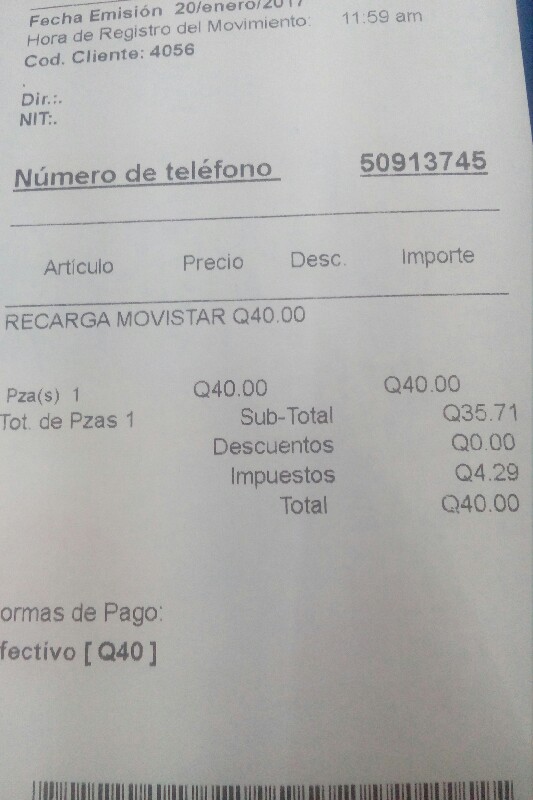 Fecha Emisión 20/enero/2017
Hora de Registro del Movimiento: 11:59 am
Cod. Cliente: 4056
.
Dir.:.
NIT:.
Número de teléfono 50913745
Artículo Precio Desc. Importe
RECARGA MOVISTAR Q40.00
Pza(s) 1 Q40.00 Q40.00
Tot. de Pzas 1 Sub-Total Q35.71
Descuentos Q0.00
Impuestos Q4.29
Total Q40.00
ormas de Pago:
fectivo [ Q40 ]